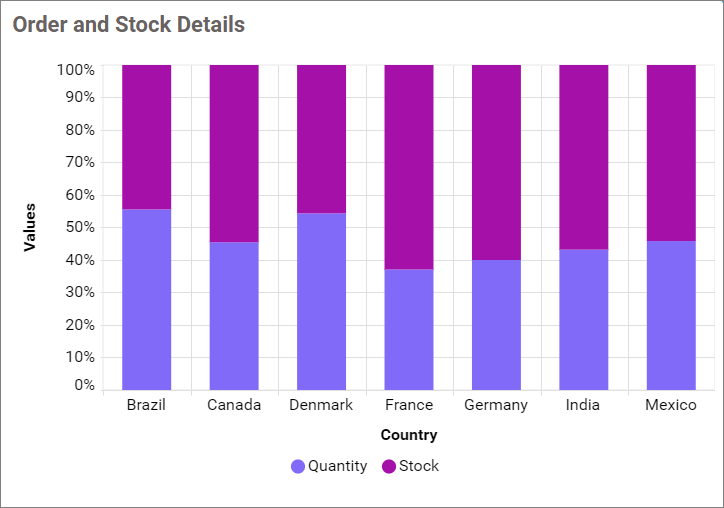 Order and Stock Details
100%
90%
80%
70%
60%
50%
40%
30%
20%
10%
0%
Values
Brazil Canada Denmark France Germany India Mexico
Country
Quantity Stock